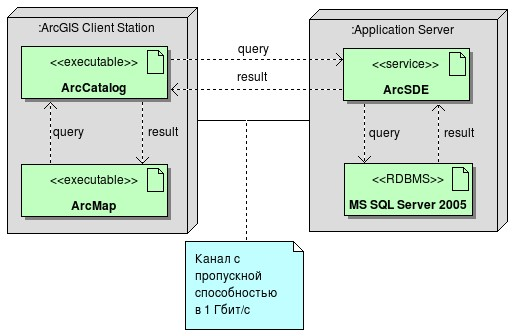 :ArcGIS Client Station
<<executable>>
ArcCatalog
query
result
<<executable>>
ArcMap
query
result
:Application Server
<<service>>
ArcSDE
query
result
<<RDBMS>>
MS SQL Server 2005
Канал с
пропускной
способностью
в 1 Гбит/с